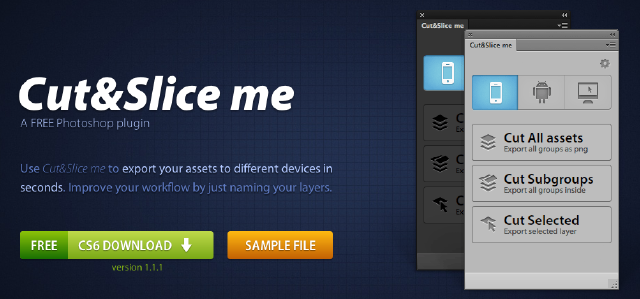 Cut&Slice me
A FREE Photoshop plugin
Use Cut&Slice me to export your assets to different devices in
seconds. Improve your workflow by just naming your layers.
FREE CS6 DOWNLOAD
version 1.1.1
SAMPLE FILE
Cut&Slice me
Cut&Slice me
Cut All assets
Export all groups as png
Cut Subgroups
Export all groups inside
Cut Selected
Export selected layer